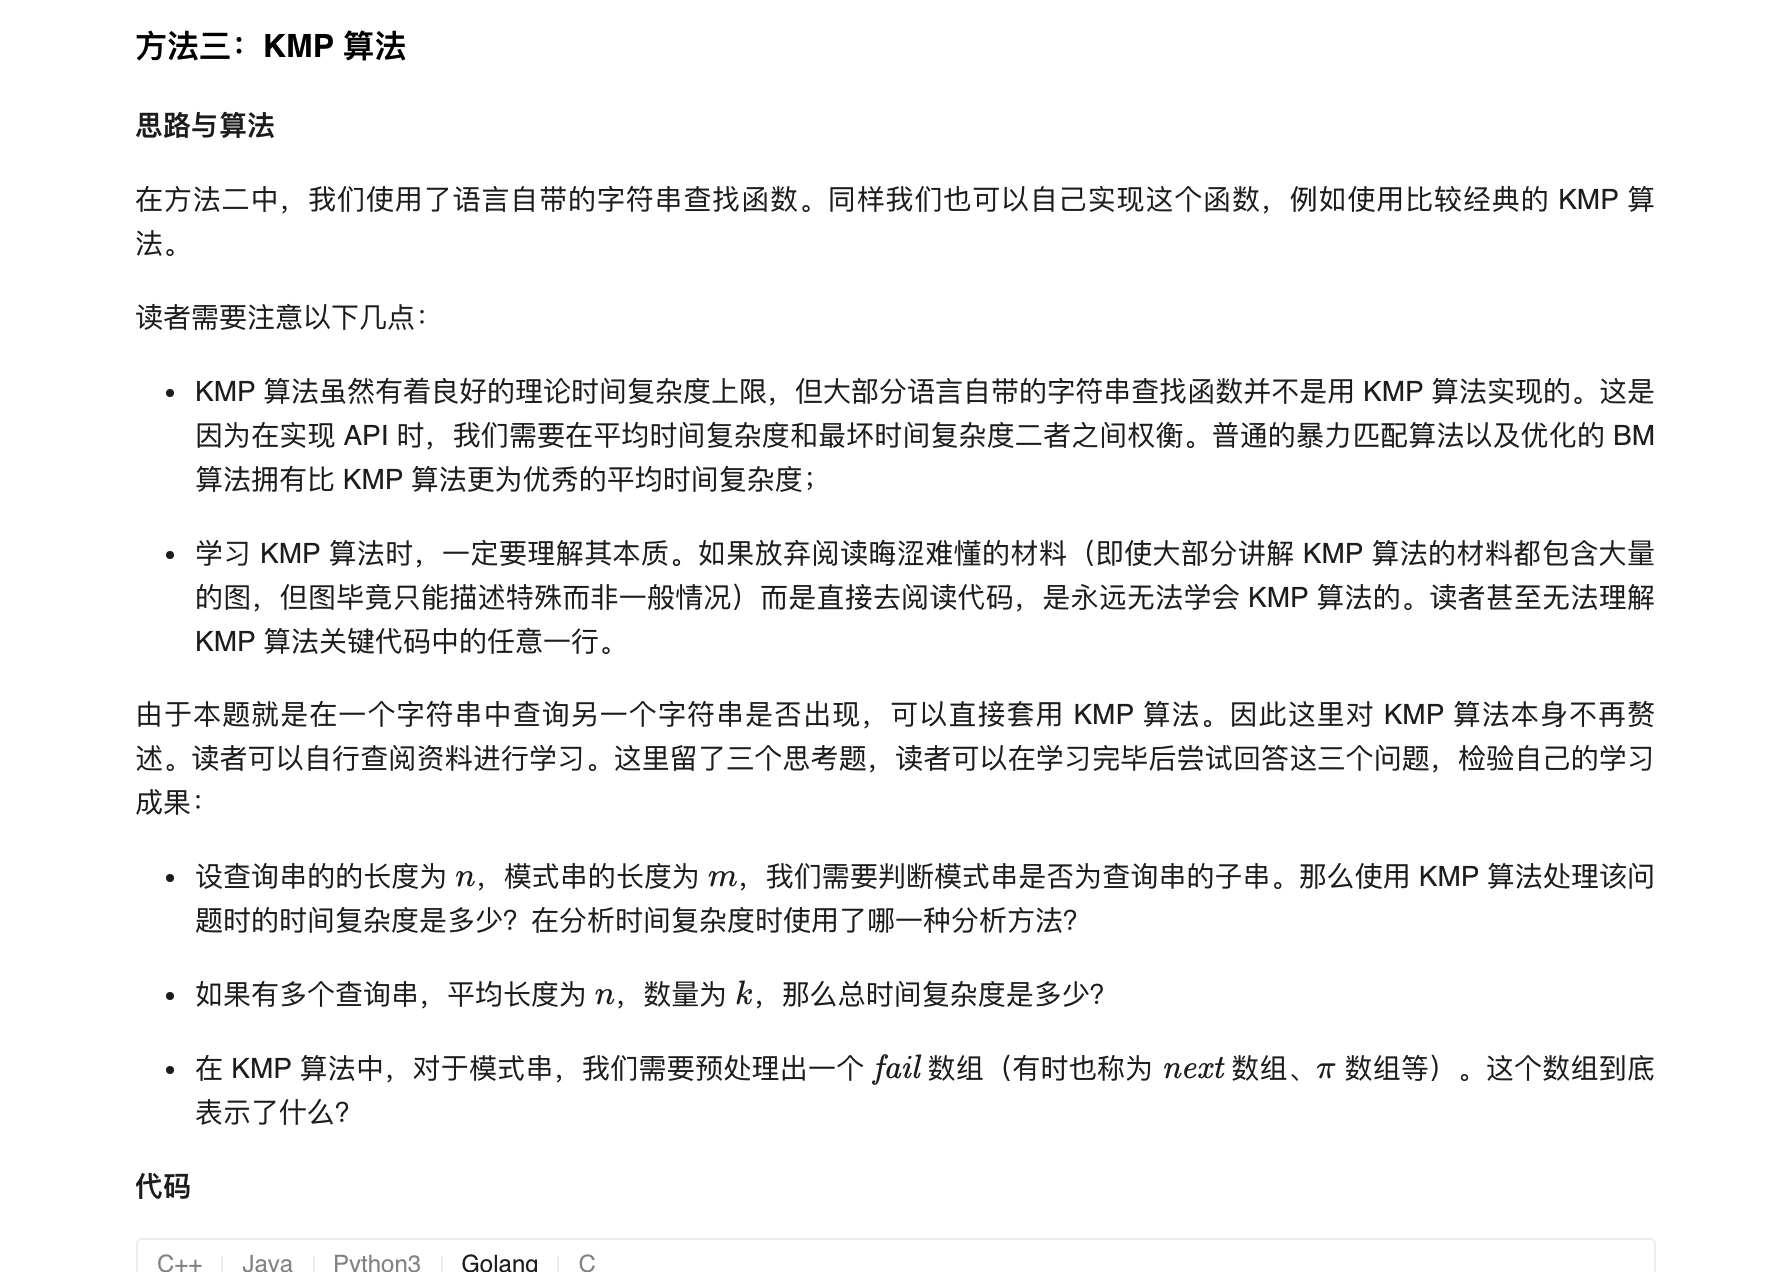 方法三：KMP 算法
思路与算法
在方法二中，我们使用了语言自带的字符串查找函数。同样我们也可以自己实现这个函数，例如使用比较经典的 KMP 算
法。
读者需要注意以下几点：
• KMP 算法虽然有着良好的理论时间复杂度上限，但大部分语言自带的字符串查找函数并不是用 KMP 算法实现的。这是
因为在实现 API 时，我们需要在平均时间复杂度和最坏时间复杂度二者之间权衡。普通的暴力匹配算法以及优化的 BM
算法拥有比 KMP 算法更为优秀的平均时间复杂度；
• 学习 KMP 算法时，一定要理解其本质。如果放弃阅读晦涩难懂的材料（即使大部分讲解 KMP 算法的材料都包含大量
的图，但图毕竟只能描述特殊而非一般情况）而是直接去阅读代码，是永远无法学会 KMP 算法的。读者甚至无法理解
KMP 算法关键代码中的任意一行。
由于本题就是在一个字符串中查询另一个字符串是否出现，可以直接套用 KMP 算法。因此这里对 KMP 算法本身不再赘
述。读者可以自行查阅资料进行学习。这里留了三个思考题，读者可以在学习完毕后尝试回答这三个问题，检验自己的学习
成果：
• 设查询串的的长度为 n，模式串的长度为 m，我们需要判断模式串是否为查询串的子串。那么使用 KMP 算法处理该问
题时的时间复杂度是多少？在分析时间复杂度时使用了哪一种分析方法？
• 如果有多个查询串，平均长度为 n，数量为 k，那么总时间复杂度是多少？
• 在 KMP 算法中，对于模式串，我们需要预处理出一个 fail 数组（有时也称为 next 数组、π 数组等）。这个数组到底
表示了什么？
代码
C++ | Java | Python3 | Golang | C